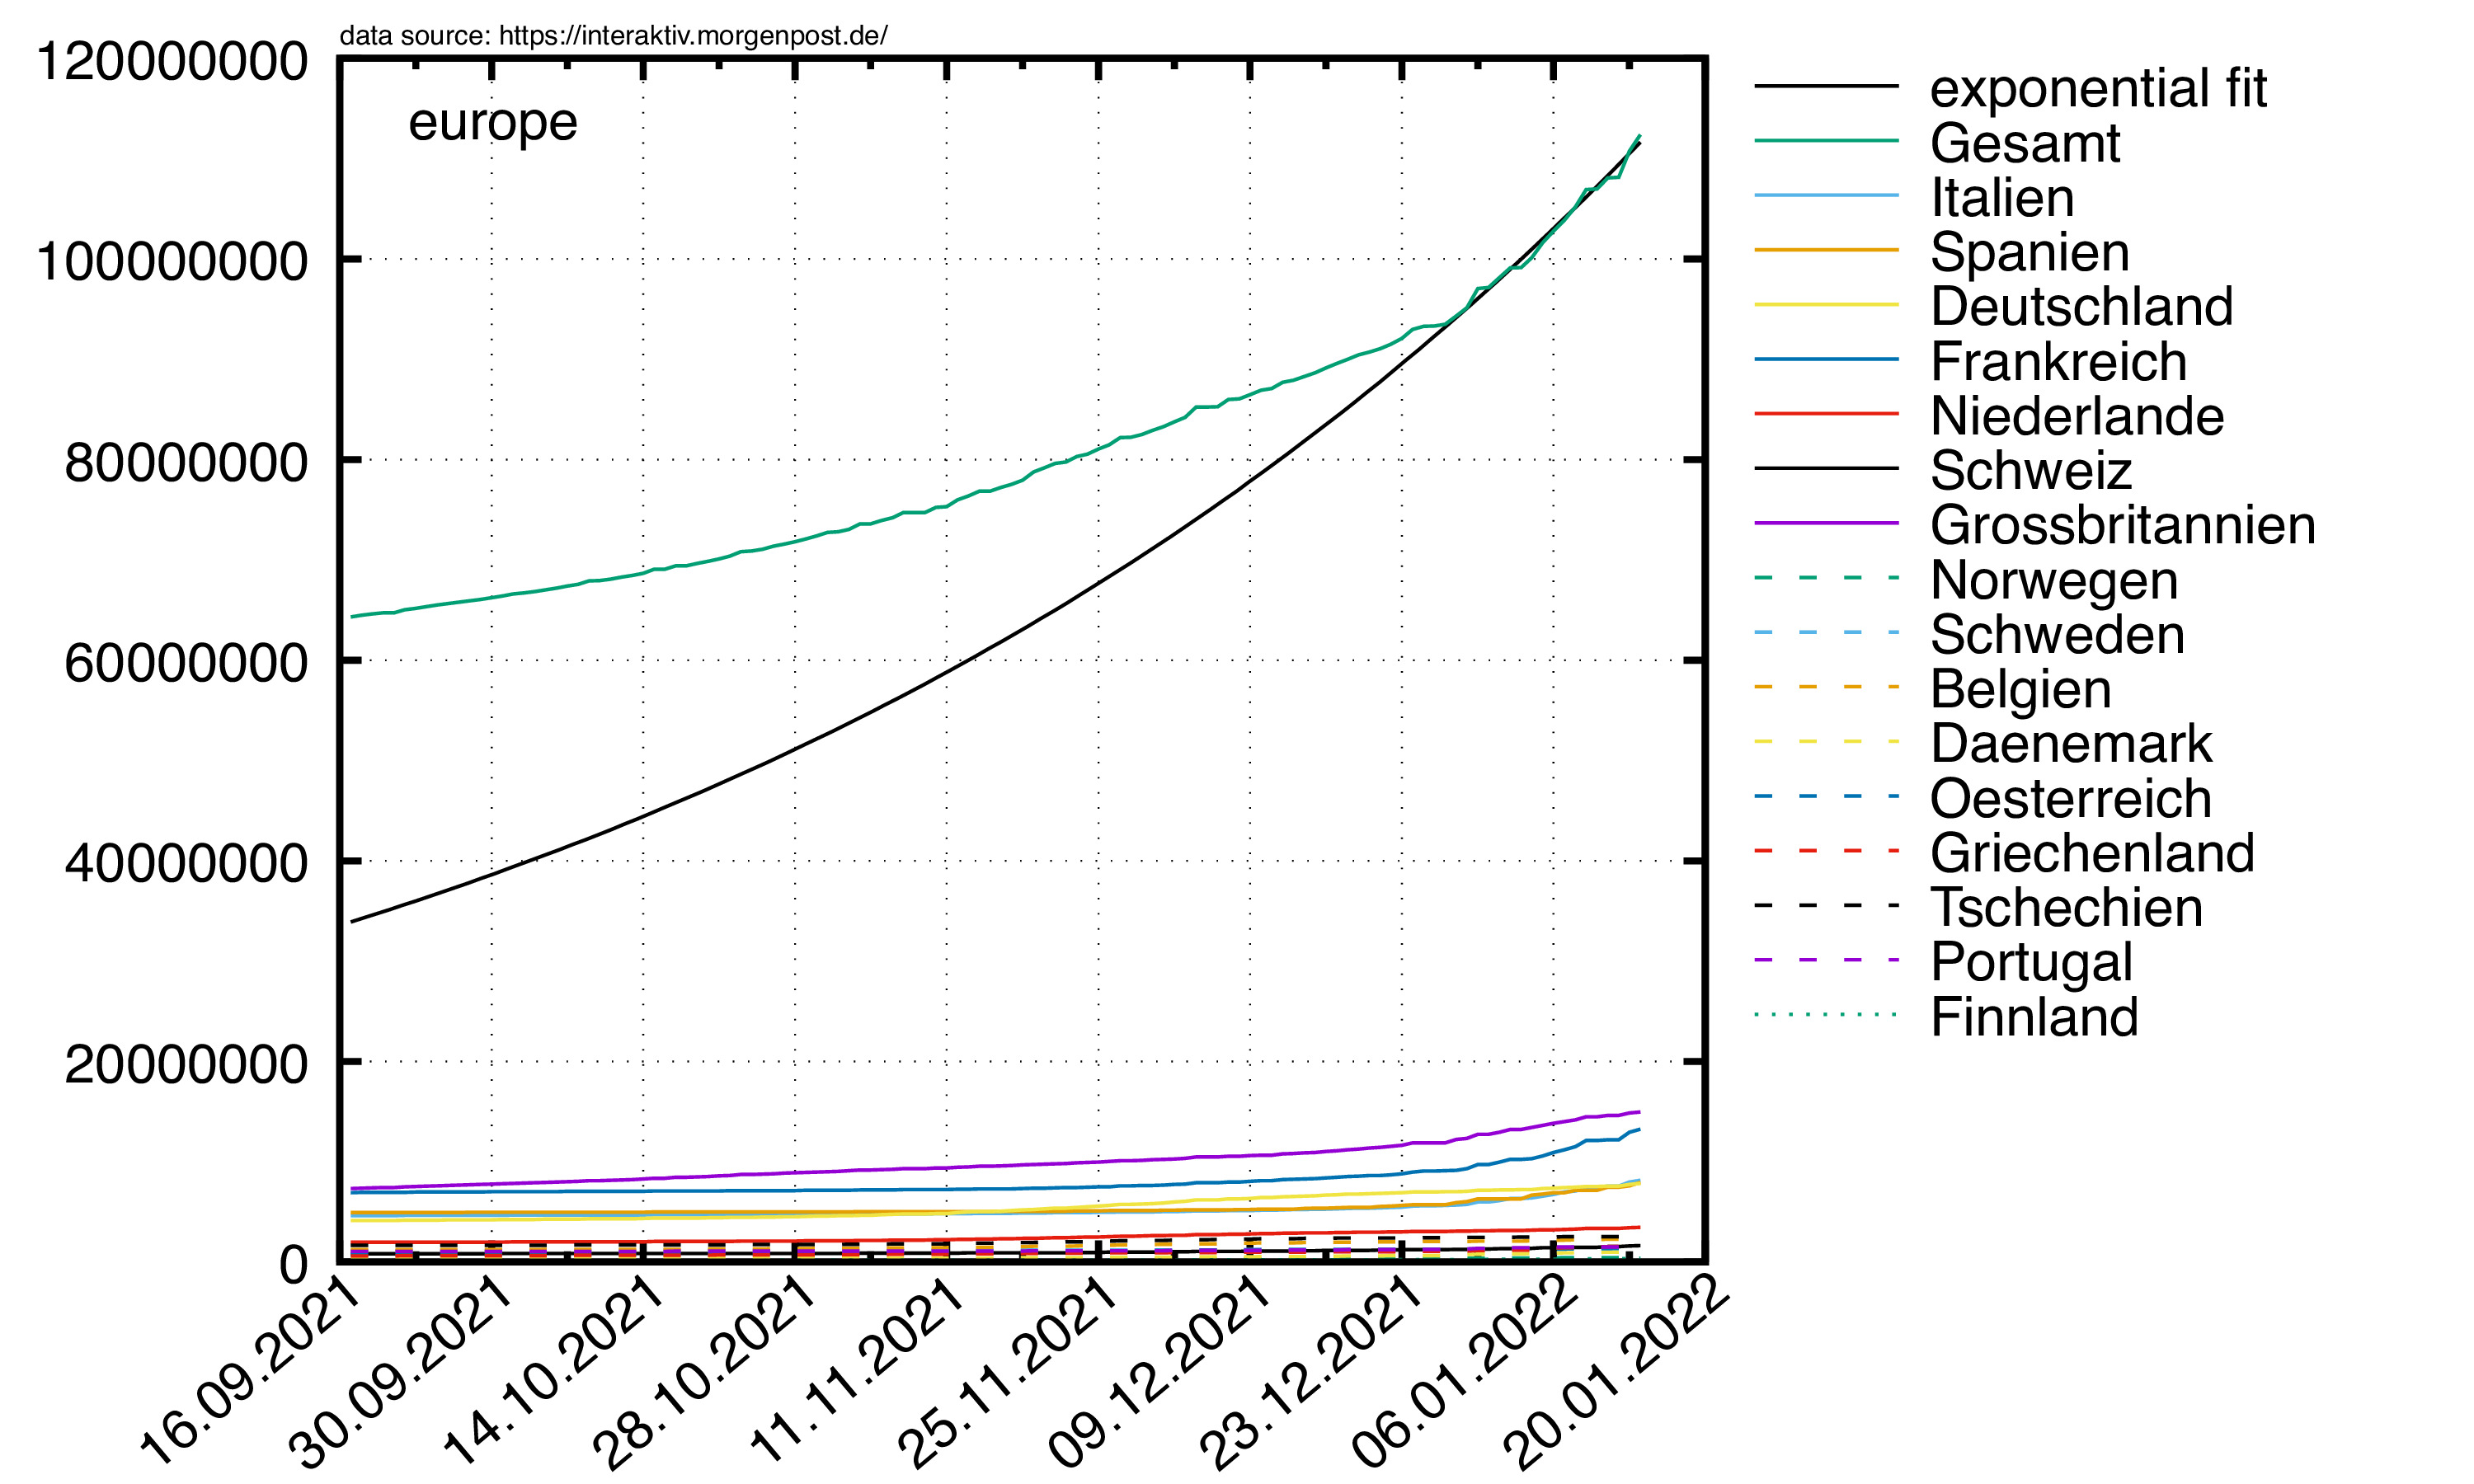 data source: https://interaktiv.morgenpost.de/
europe
120000000
100000000
80000000
60000000
40000000
20000000
0
16.09.2021
30.09.2021
14.10.2021
28.10.2021
11.11.2021
25.11.2021
09.12.2021
23.12.2021
06.01.2022
20.01.2022
exponential fit
Gesamt
Italien
Spanien
Deutschland
Frankreich
Niederlande
Schweiz
Grossbritannien
Norwegen
Schweden
Belgien
Daenemark
Oesterreich
Griechenland
Tschechien
Portugal
Finnland